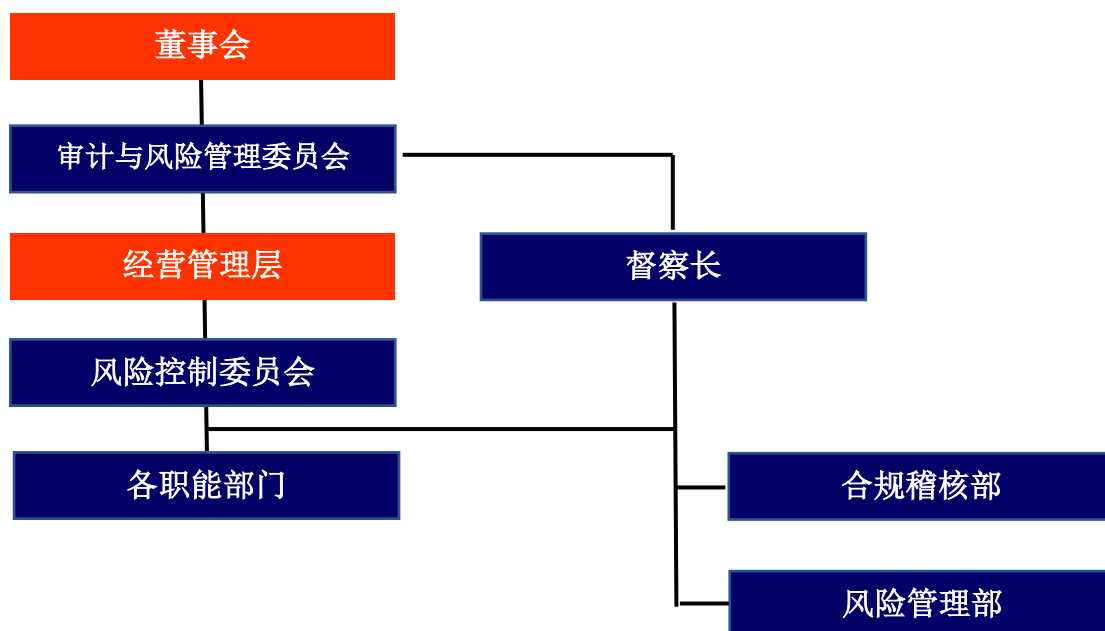 董事会
审计与风险管理委员会
经营管理层
督察长
风险控制委员会
各职能部门
合规稽核部
风险管理部